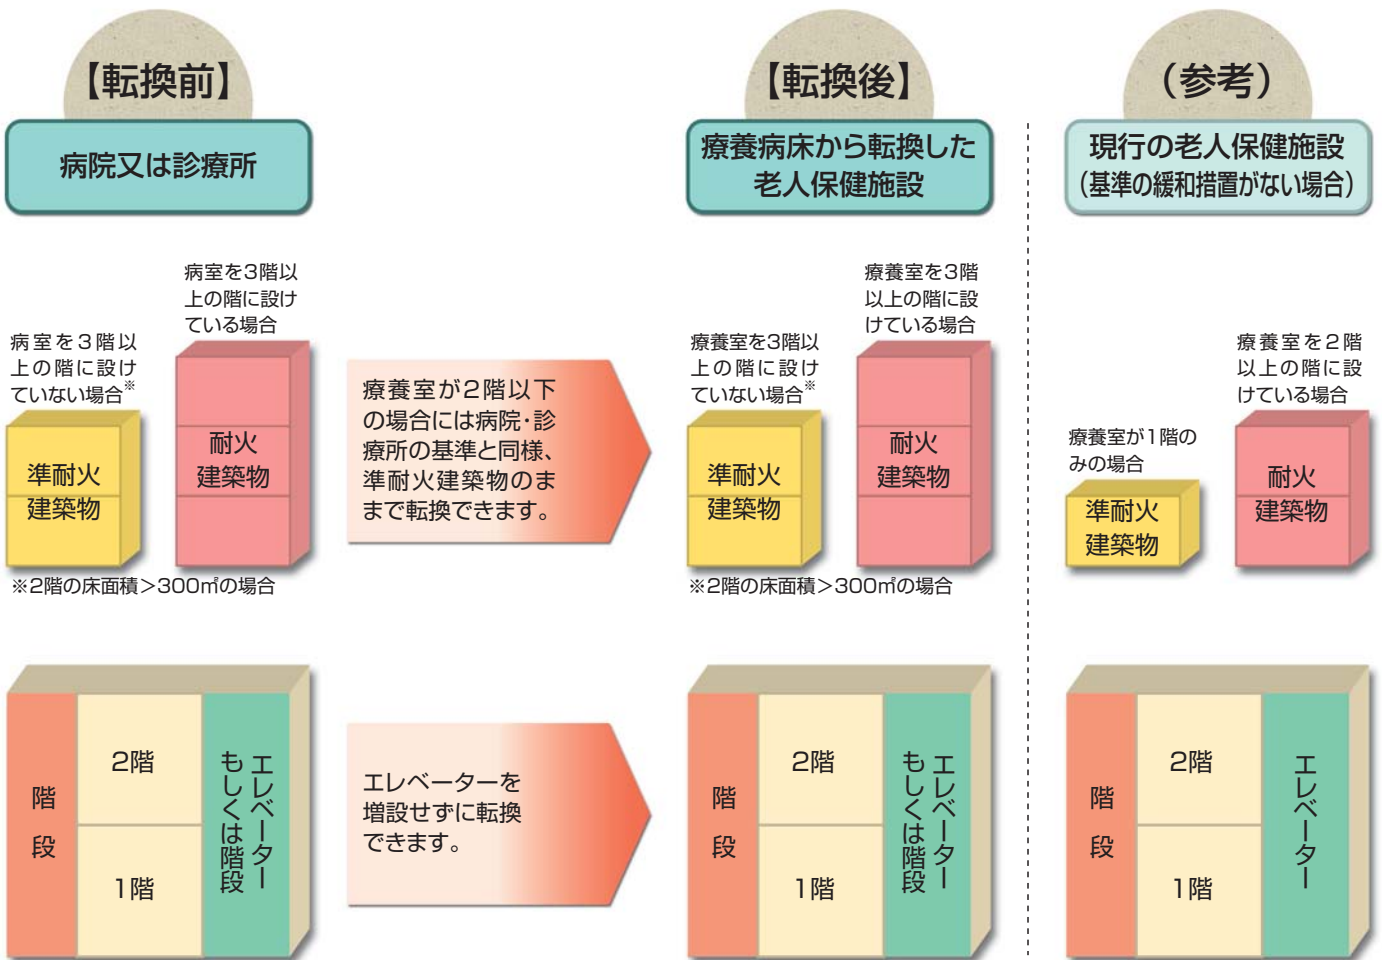 【転換前】
病院又は診療所
【転換後】
療養病床から転換した
老人保健施設
（参考）
現行の老人保健施設
（基準の緩和措置がない場合）
病室を3階以
上の階に設け
ていない場合※
準耐火
建築物
病室を3階以
上の階に設け
ている場合
耐火
建築物
※2階の床面積＞300㎡の場合
療養室が2階以下
の場合には病院・診
療所の基準と同様、
準耐火建築物のま
まで転換できます。
療養室を3階以
上の階に設け
ていない場合※
準耐火
建築物
療養室を3階
以上の階に設
けている場合
耐火
建築物
※2階の床面積＞300㎡の場合
療養室が1階の
みの場合
準耐火
建築物
療養室を2階
以上の階に設
けている場合
耐火
建築物
階段
2階
1階
エレベーター
もしくは階段
エレベーターを
増設せずに転換
できます。
階段
2階
1階
エレベーター
もしくは階段
階段
2階
1階
エレベーター